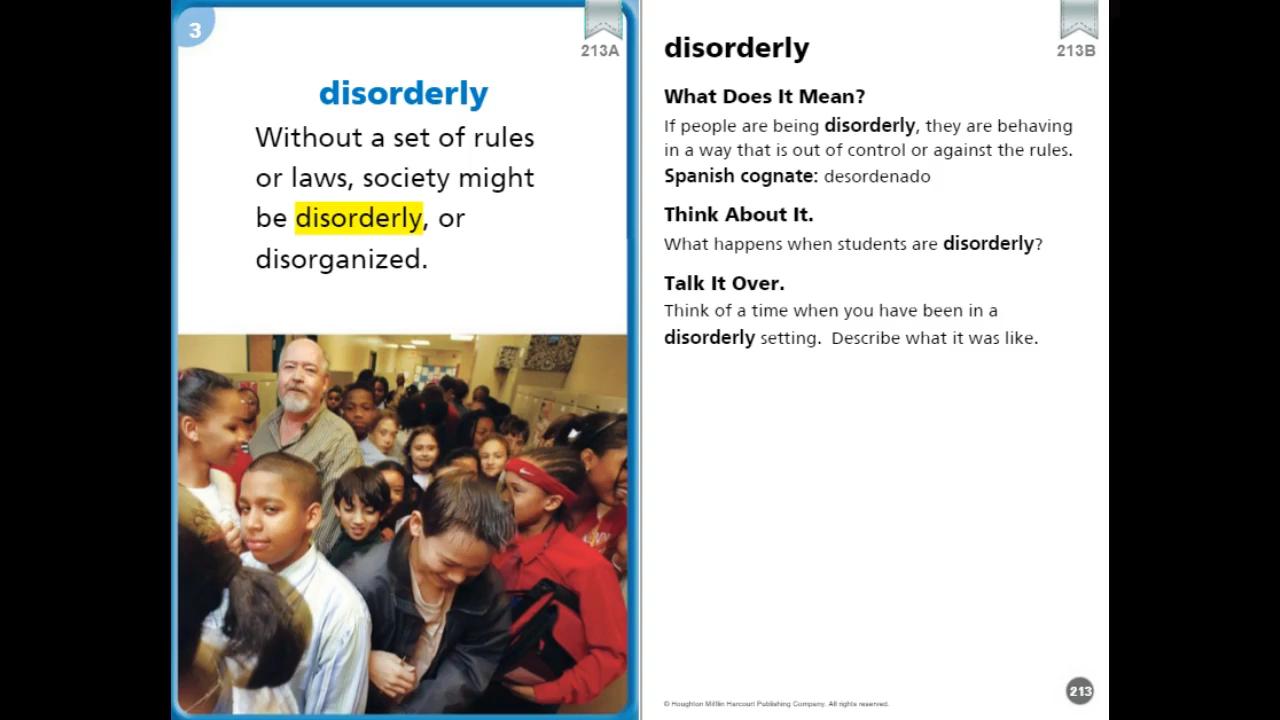 3
213A
disorderly
Without a set of rules
or laws, society might
be disorderly, or
disorganized.
disorderly
213B
What Does It Mean?
If people are being disorderly, they are behaving
in a way that is out of control or against the rules.
Spanish cognate: desordenado
Think About It.
What happens when students are disorderly?
Talk It Over.
Think of a time when you have been in a
disorderly setting. Describe what it was like.
© Houghton Mifflin Harcourt Publishing Company. All rights reserved.
213